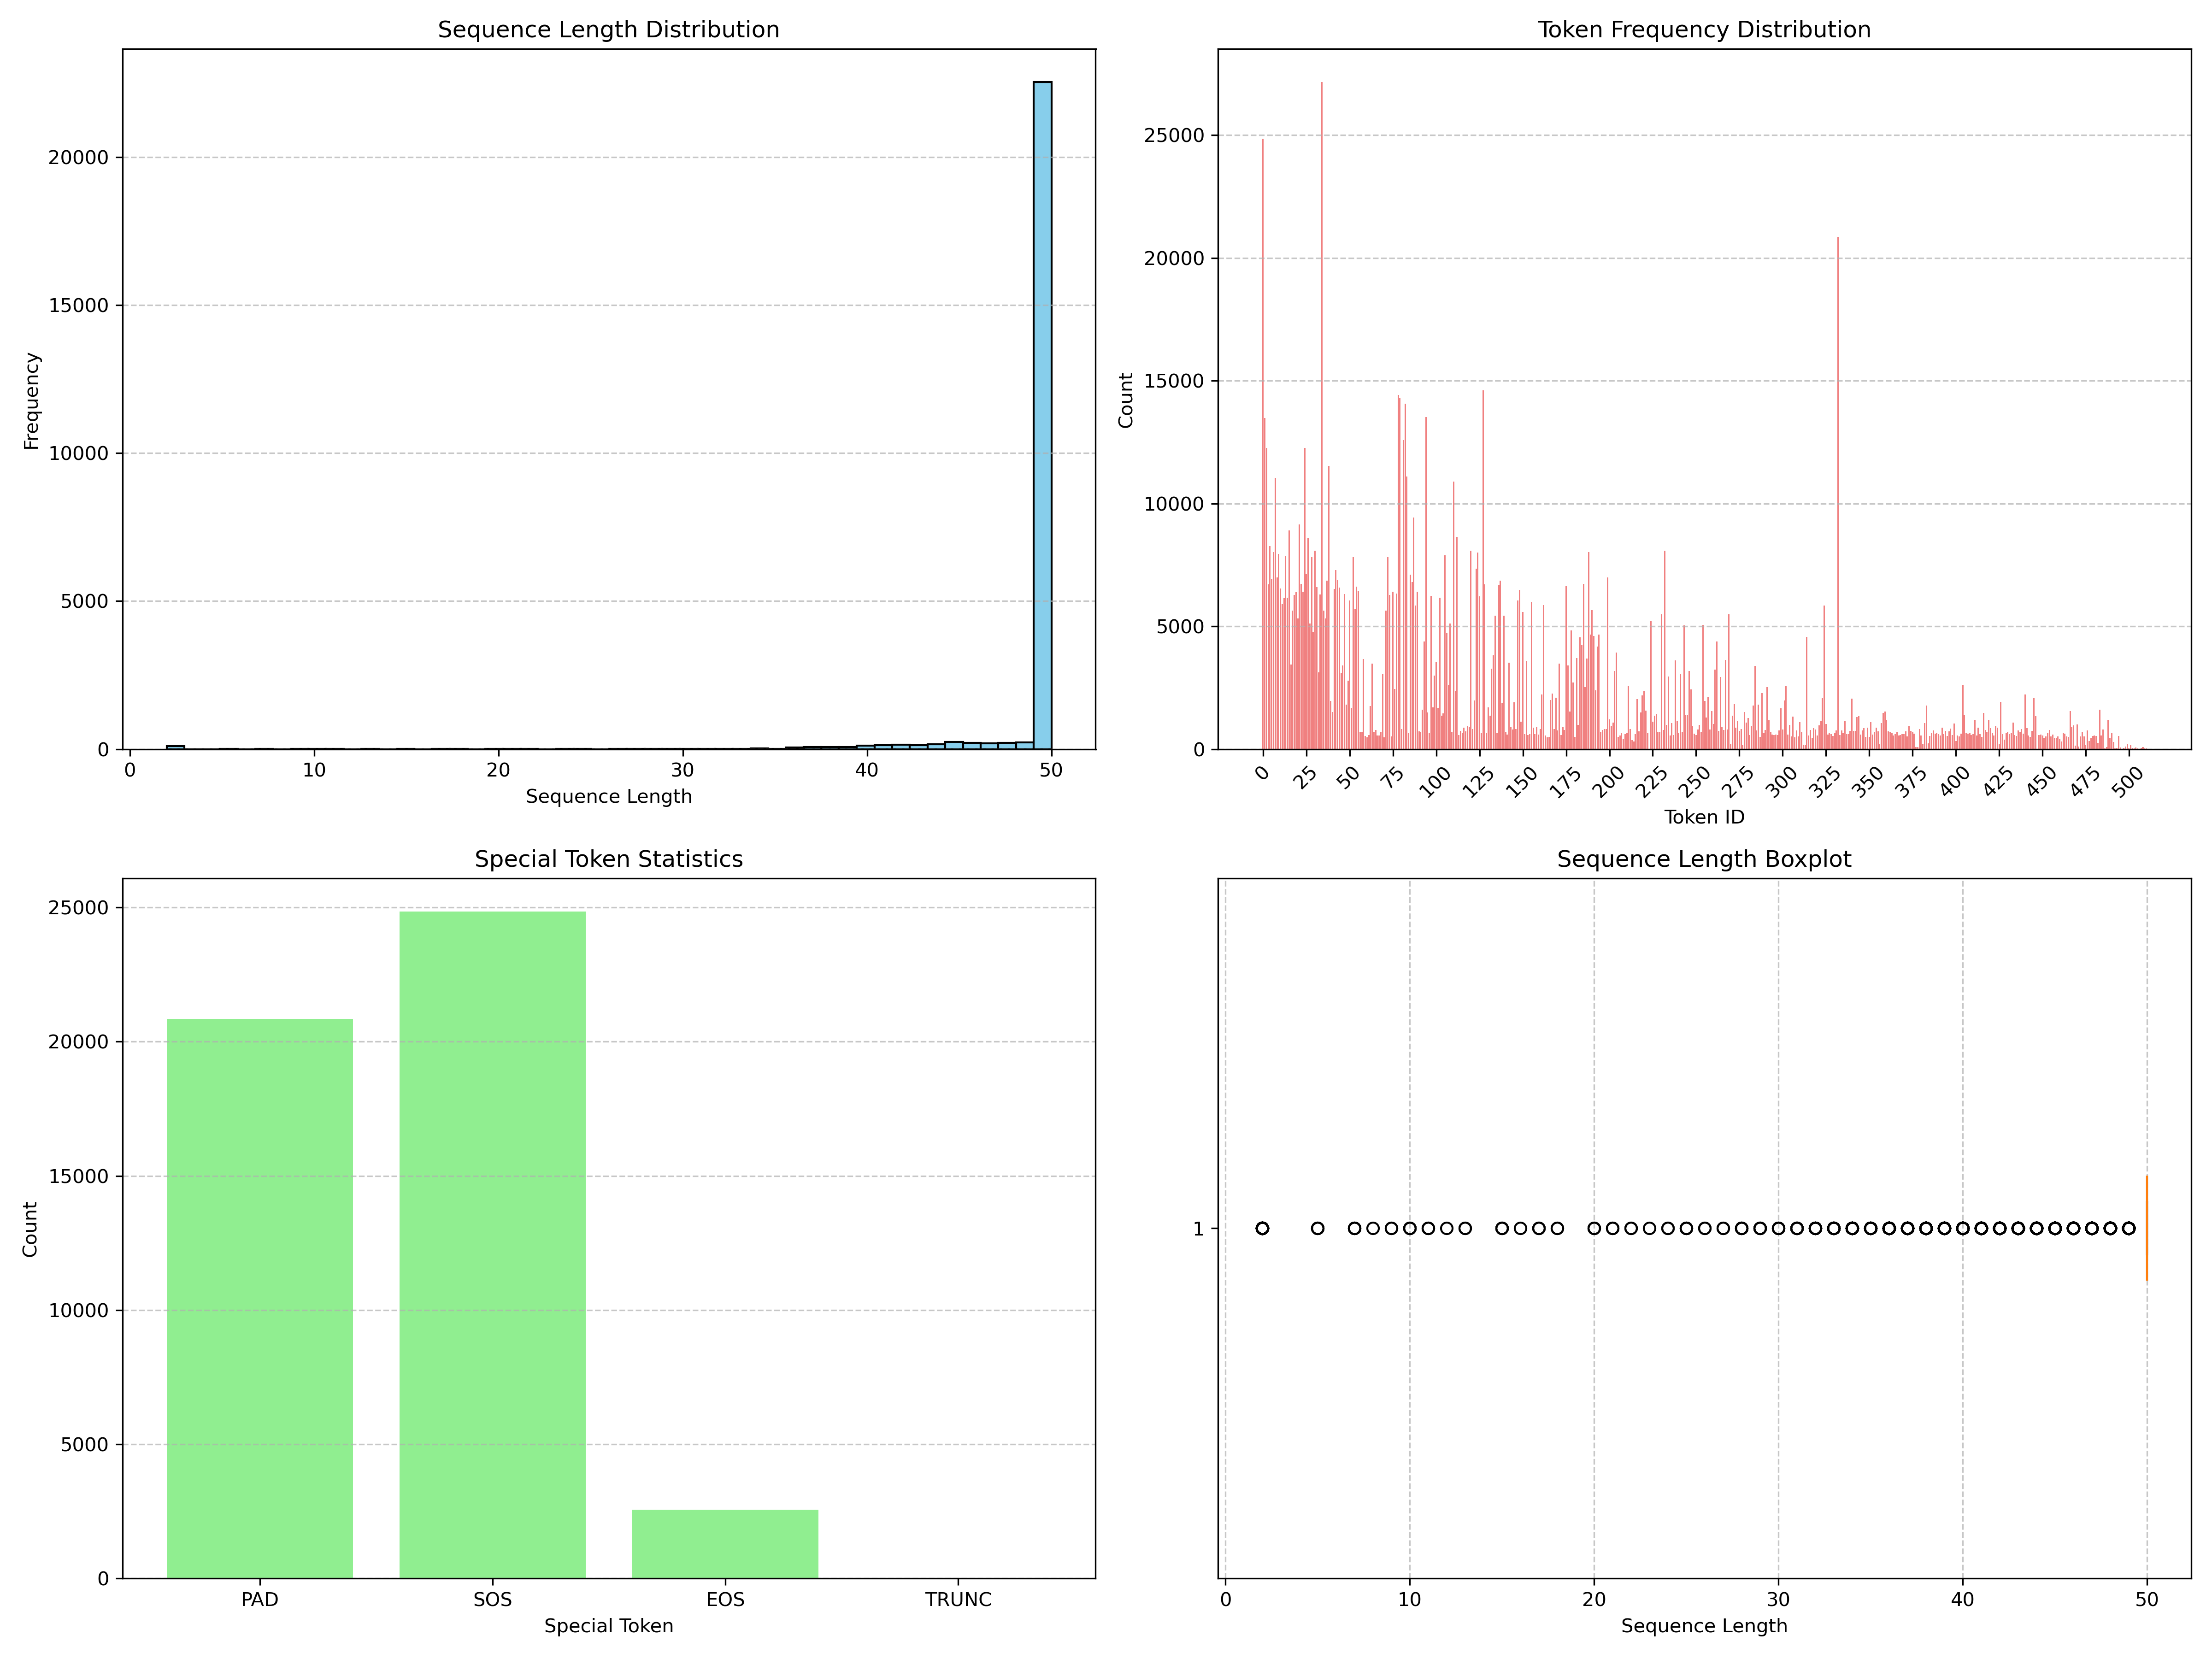 Sequence Length Distribution
20000
15000
10000
5000
0
Frequency
0 10 20 30 40 50
Sequence Length
Token Frequency Distribution
25000
20000
15000
10000
5000
0
Count
0 25 50 75 100 125 150 175 200 225 250 275 300 325 350 375 400 425 450 475 500
Token ID
Special Token Statistics
25000
20000
15000
10000
5000
0
Count
PAD SOS EOS TRUNC
Special Token
Sequence Length Boxplot
1
0 10 20 30 40 50
Sequence Length